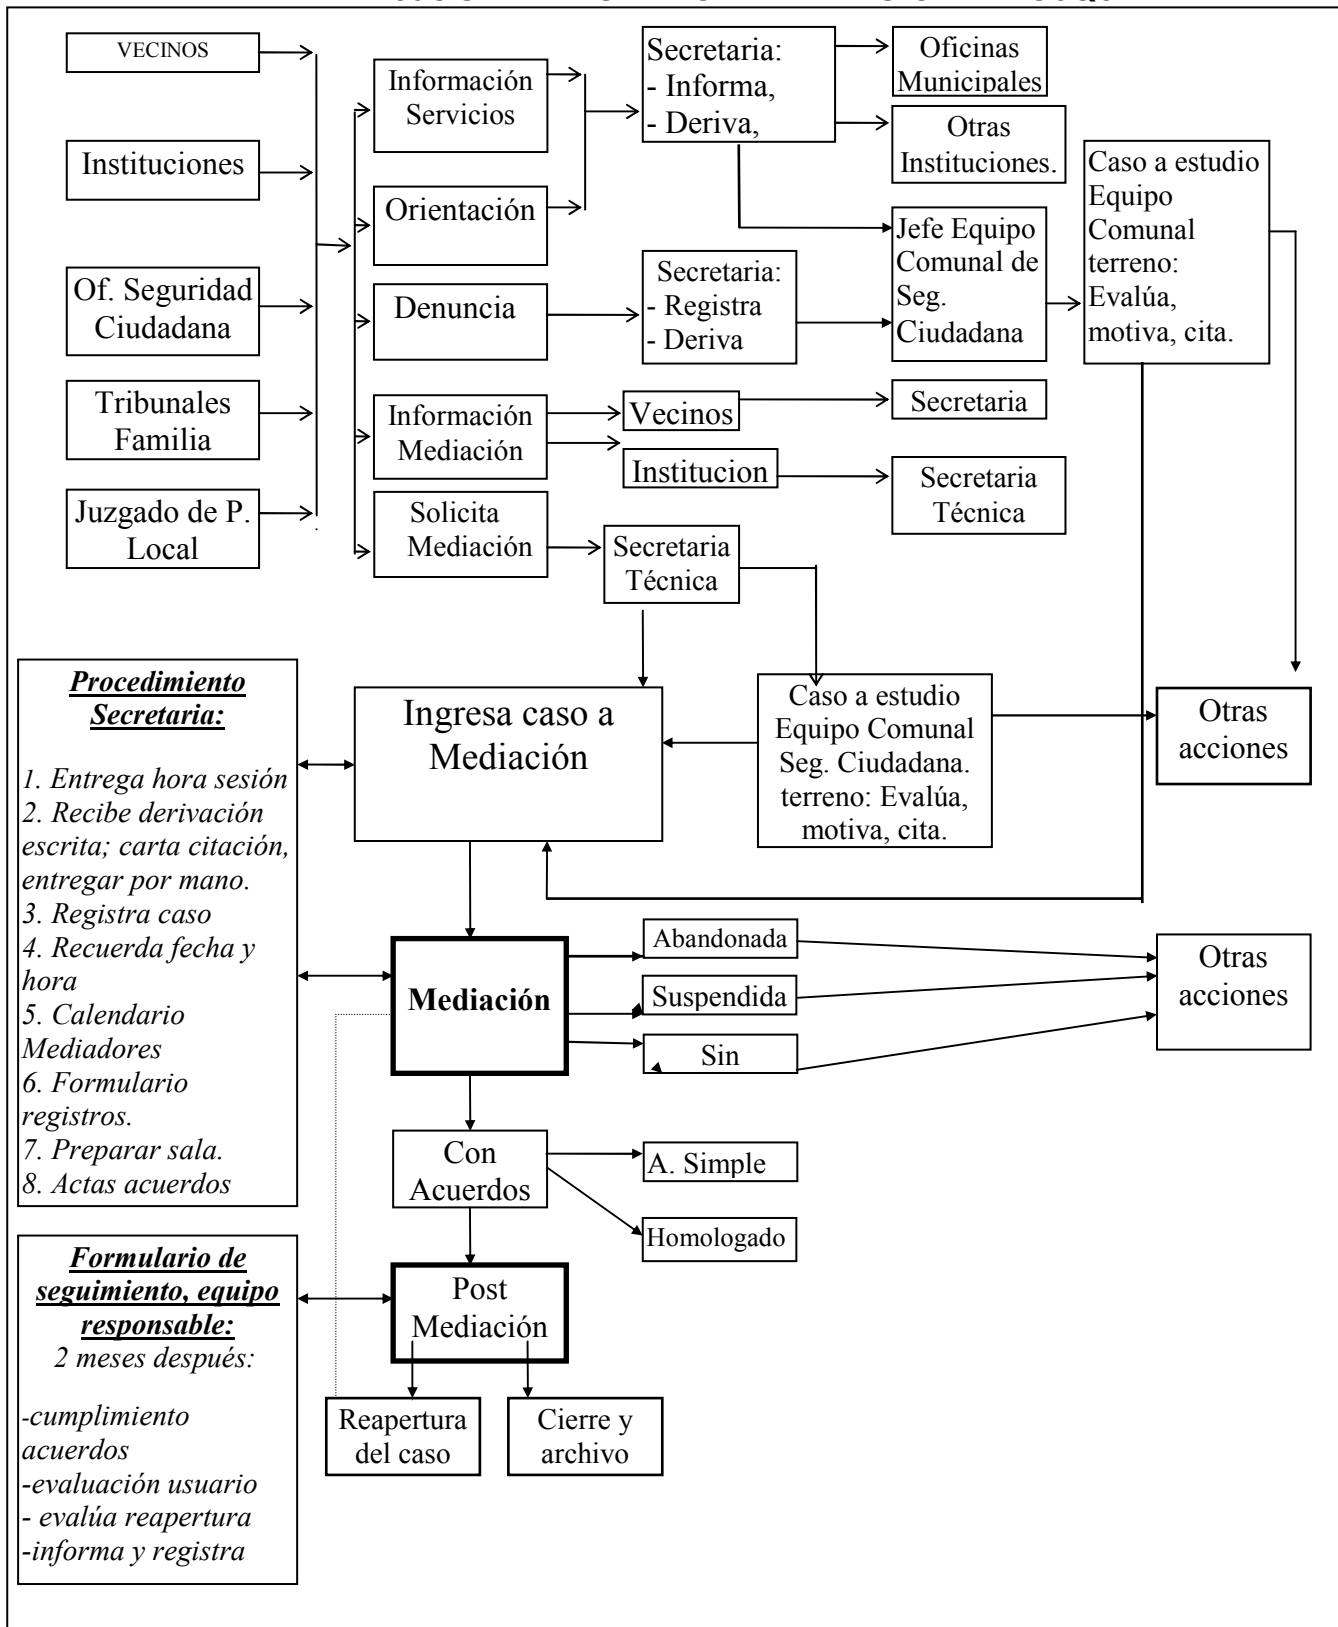 VECINOS
Instituciones
Of. Seguridad
Ciudadana
Tribunales
Familia
Juzgado de P.
Local
Información
Servicios
Orientación
Denuncia
Información
Mediación
Solicita
Mediación
Secretaria:
- Informa,
- Deriva,
Secretaria:
- Registra
- Deriva
Vecinos
Institucion
Secretaria
Técnica
Oficinas
Municipales
Otras
Instituciones.
Jefe Equipo
Comunal de
Seg.
Ciudadana
Secretaria
Secretaria
Técnica
Caso a estudio
Equipo
Comunal
terreno:
Evalúa,
motiva, cita.
Procedimiento
Secretaria:
1. Entrega hora sesión
2. Recibe derivación
escrita; carta citación,
entregar por mano.
3. Registra caso
4. Recuerda fecha y
hora
5. Calendario
Mediadores
6. Formulario
registros.
7. Preparar sala.
8. Actas acuerdos
Ingresa caso a
Mediación
Caso a estudio
Equipo Comunal
Seg. Ciudadana.
terreno: Evalúa,
motiva, cita.
Otras
acciones
Mediación
Abandonada
Suspendida
Sin
Otras
acciones
Con
Acuerdos
A. Simple
Homologado
Formulario de
seguimiento, equipo
responsable:
2 meses después:
-cumplimiento
acuerdos
-evaluación usuario
- evalúa reapertura
-informa y registra
Post
Mediación
Reapertura
del caso
Cierre y
archivo